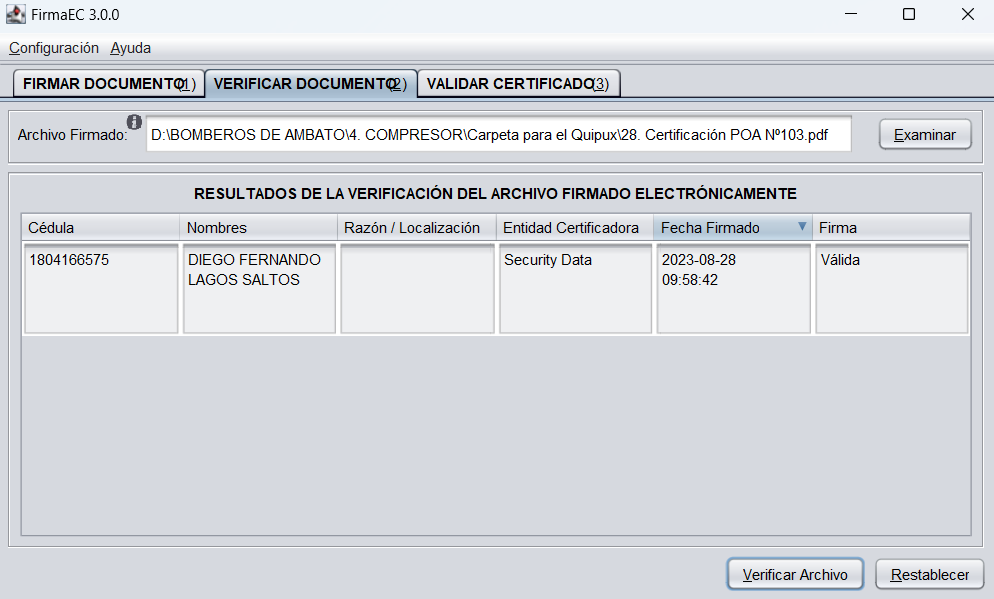 FirmaEC 3.0.0
Configuración Ayuda
FIRMAR DOCUMENTO(1) VERIFICAR DOCUMENTO(2) VALIDAR CERTIFICADO(3)
Archivo Firmado: D:\BOMBEROS DE AMBATO\4. COMPRESOR\Carpeta para el Quipux\28. Certificación POA Nº103.pdf Examinar
RESULTADOS DE LA VERIFICACIÓN DEL ARCHIVO FIRMADO ELECTRÓNICAMENTE
Cédula Nombres Razón / Localización Entidad Certificadora Fecha Firmado Firma
1804166575 DIEGO FERNANDO Security Data 2023-08-28 Válida
LAGOS SALTOS 09:58:42
Verificar Archivo Restablecer